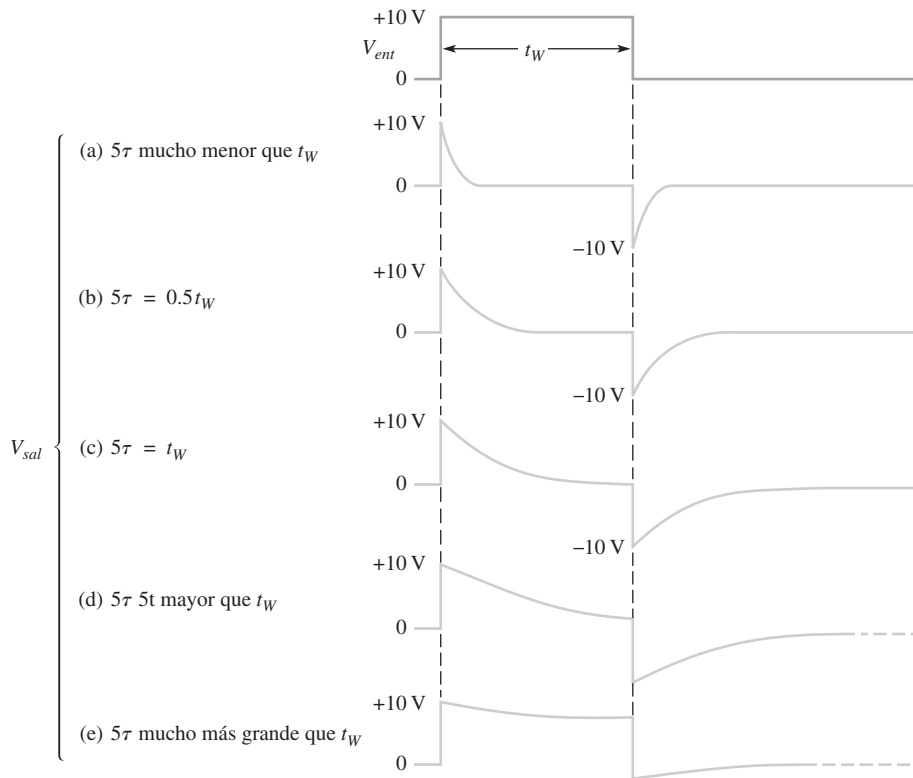 +10 V
V_ent
t_W
0
+10 V
(a) 5τ mucho menor que t_W
0
−10 V
+10 V
(b) 5τ = 0.5t_W
0
−10 V
+10 V
V_sal
(c) 5τ = t_W
0
−10 V
+10 V
(d) 5τ 5t mayor que t_W
0
+10 V
(e) 5τ mucho más grande que t_W
0